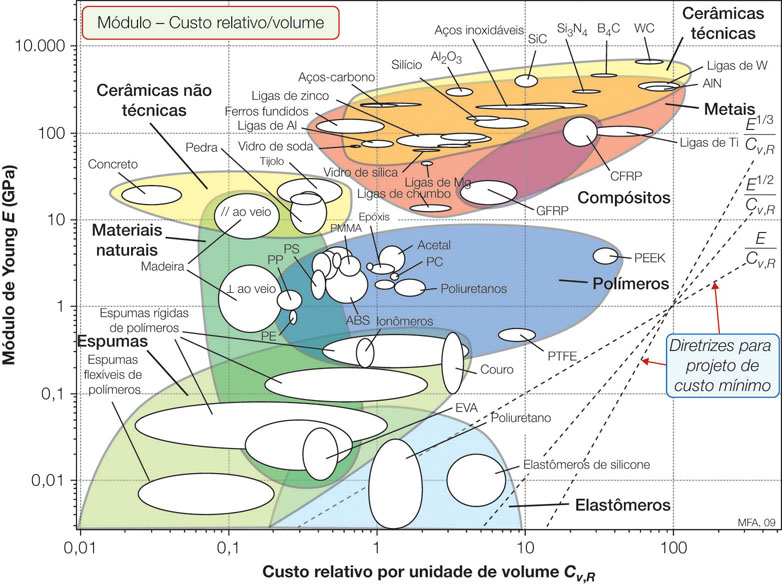 Módulo – Custo relativo/volume
10.000
1000
100
10
1
0,1
0,01
Módulo de Young E (GPa)
0,01
0,1
1
10
100
Custo relativo por unidade de volume Cv,R
MFA, 09
Cerâmicas
técnicas
WC
B4C
Si3N4
SiC
Aços inoxidáveis
Al2O3
Silício
Aços-carbono
Ligas de zinco
Ferros fundidos
Ligas de Al
Vidro de soda
Tijolo
Pedra
Cerâmicas não
técnicas
Concreto
Ligas de W
AlN
Metais
Ligas de Ti
CFRP
Compósitos
GFRP
Vidro de sílica
Ligas de Mg
Ligas de chumbo
E1/3
Cv,R
E1/2
Cv,R
E
Cv,R
// ao veio
Materiais
naturais
Madeira
⊥ ao veio
PS
PP
PE
PMMA
Epóxis
Acetal
PC
Poliuretanos
PEEK
Polímeros
ABS
Ionômeros
PTFE
Couro
Espumas rígidas
de polímeros
Espumas
Espumas
flexíveis de
polímeros
EVA
Poliuretano
Elastômeros de silicone
Elastômeros
Diretrizes para
projeto de
custo mínimo